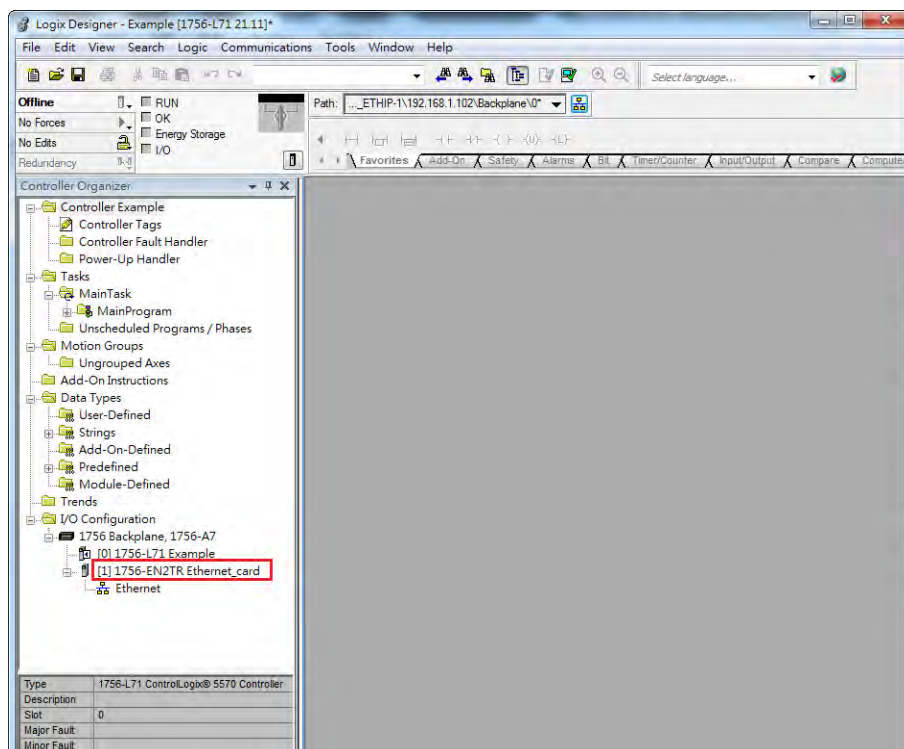 Logix Designer - Example [1756-L71 21.11]*
File Edit View Search Logic Communications Tools Window Help
Select language...
Offline
RUN
Path: ..._ETHIP-1\192.168.1.102\Backplane\0*
No Forces
OK
Energy Storage
No Edits
I/O
Redundancy
Favorites Add-On Safety Alarms Bit Timer/Counter Input/Output Compare Compute
Controller Organizer
Controller Example
Controller Tags
Controller Fault Handler
Power-Up Handler
Tasks
MainTask
MainProgram
Unscheduled Programs / Phases
Motion Groups
Ungrouped Axes
Add-On Instructions
Data Types
User-Defined
Strings
Add-On-Defined
Predefined
Module-Defined
Trends
I/O Configuration
1756 Backplane, 1756-A7
[0] 1756-L71 Example
[1] 1756-EN2TR Ethernet_card
Ethernet
Type 1756-L71 ControlLogix® 5570 Controller
Description
Slot 0
Major Fault
Minor Fault